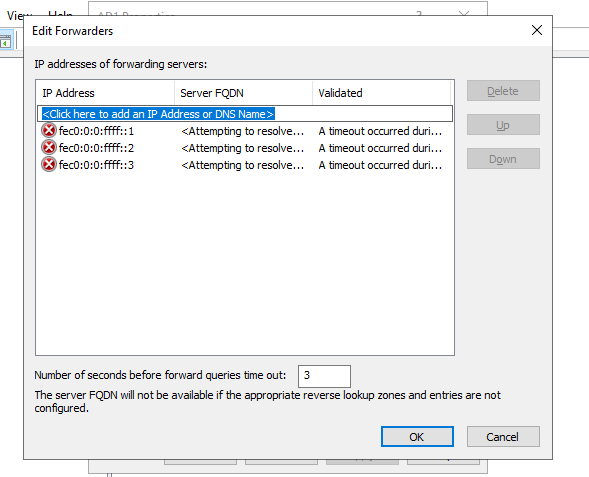 View Help AD1 Properties ?
Edit Forwarders
IP addresses of forwarding servers:
IP Address Server FQDN Validated
<Click here to add an IP Address or DNS Name>
fec0:0:0:ffff::1 <Attempting to resolve... A timeout occurred duri...
fec0:0:0:ffff::2 <Attempting to resolve... A timeout occurred duri...
fec0:0:0:ffff::3 <Attempting to resolve... A timeout occurred duri...
Delete
Up
Down
Number of seconds before forward queries time out: 3
The server FQDN will not be available if the appropriate reverse lookup zones and entries are not
configured.
OK Cancel